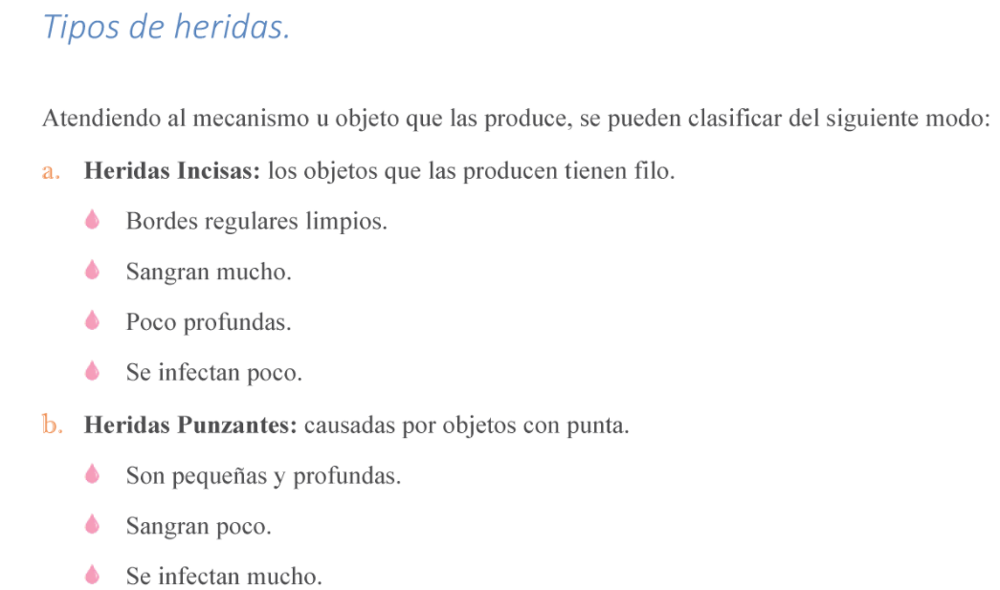 Tipos de heridas.
Atendiendo al mecanismo u objeto que las produce, se pueden clasificar del siguiente modo:
a. Heridas Incisas: los objetos que las producen tienen filo.
Bordes regulares limpios.
Sangran mucho.
Poco profundas.
Se infectan poco.
b. Heridas Punzantes: causadas por objetos con punta.
Son pequeñas y profundas.
Sangran poco.
Se infectan mucho.